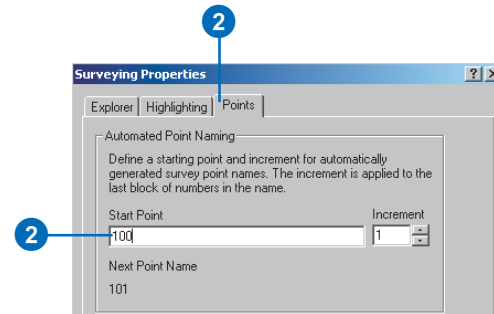 2
Surveying Properties ? X
Explorer Highlighting Points
Automated Point Naming
Define a starting point and increment for automatically
generated survey point names. The increment is applied to the
last block of numbers in the name.
Start Point Increment
2 100 1
Next Point Name
101